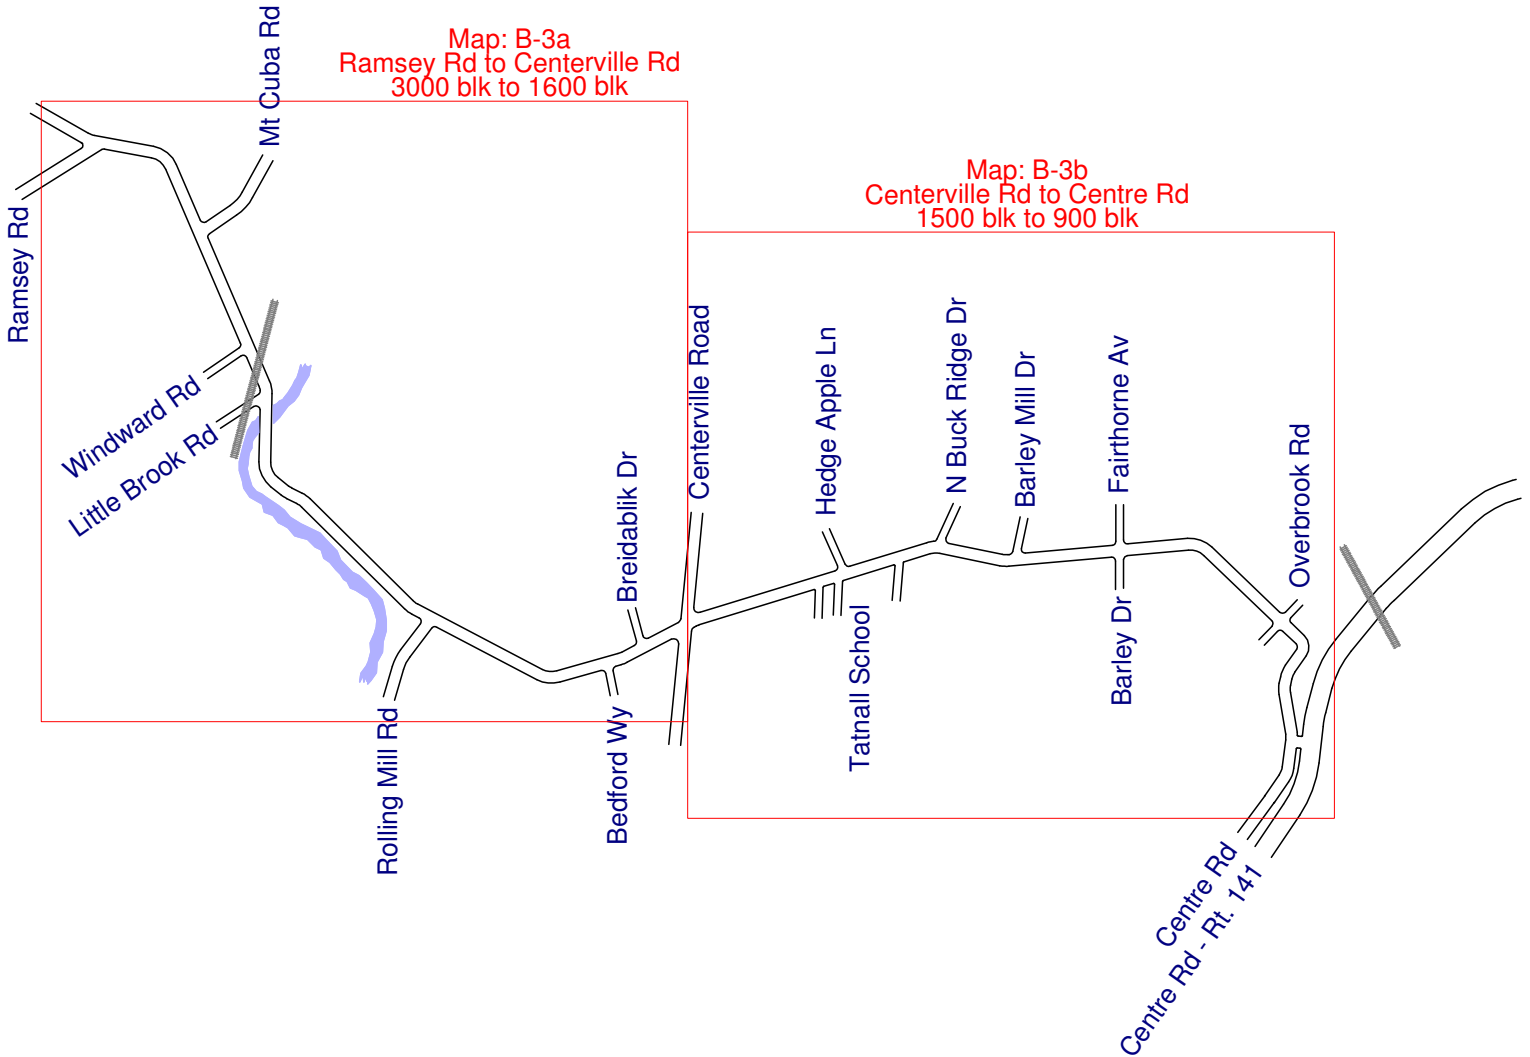 Map: B-3a
Ramsey Rd to Centerville Rd
3000 blk to 1600 blk
Mt Cuba Rd
Ramsey Rd
Windward Rd
Little Brook Rd
Rolling Mill Rd
Bedford Wy
Breidablik Dr
Centerville Road
Map: B-3b
Centerville Rd to Centre Rd
1500 blk to 900 blk
Hedge Apple Ln
Tatnall School
N Buck Ridge Dr
Barley Mill Dr
Fairthorne Av
Barley Dr
Overbrook Rd
Centre Rd
Centre Rd - Rt. 141